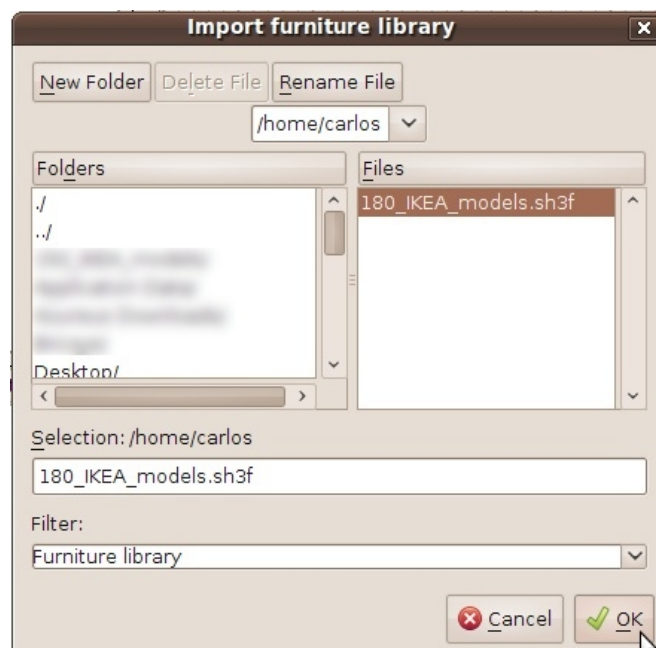 Import furniture library
New Folder Delete File Rename File
/home/carlos
Folders Files
./ 180_IKEA_models.sh3f
../
Desktop/
Selection: /home/carlos
180_IKEA_models.sh3f
Filter:
Furniture library
Cancel OK